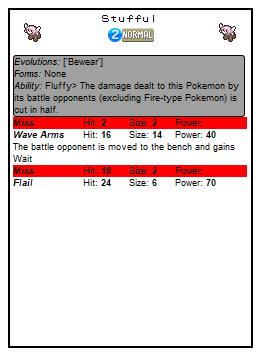 Stufful
2 NORMAL
Evolutions: ['Bewear']
Forms: None
Ability: Fluffy> The damage dealt to this Pokemon by
its battle opponents (excluding Fire-type Pokemon) is
cut in half.
Miss Hit: 2 Size: 2 Power:
Wave Arms Hit: 16 Size: 14 Power: 40
The battle opponent is moved to the bench and gains
Wait
Miss Hit: 18 Size: 2 Power:
Flail Hit: 24 Size: 6 Power: 70